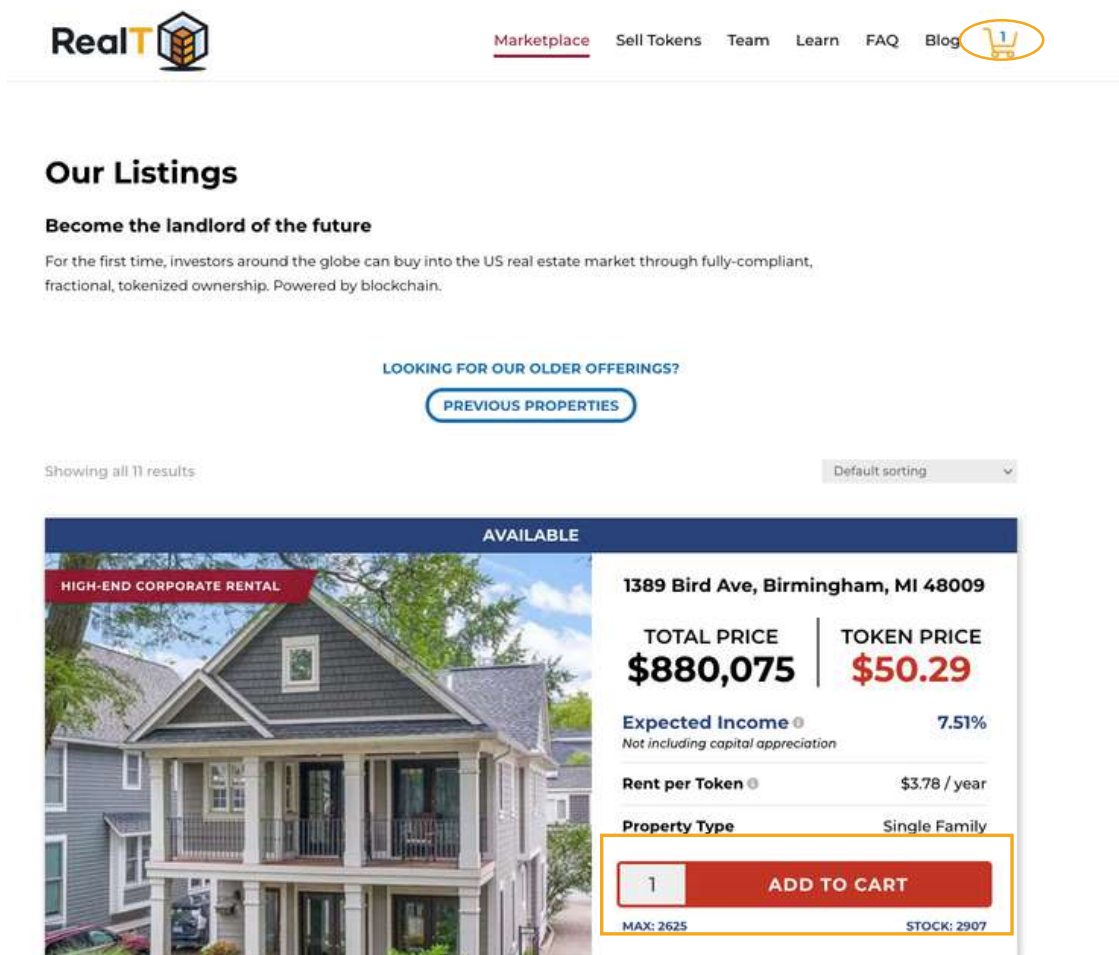 RealT
Marketplace Sell Tokens Team Learn FAQ Blog 1
Our Listings
Become the landlord of the future
For the first time, investors around the globe can buy into the US real estate market through fully-compliant,
fractional, tokenized ownership. Powered by blockchain.
LOOKING FOR OUR OLDER OFFERINGS?
PREVIOUS PROPERTIES
Showing all 11 results
Default sorting
AVAILABLE
HIGH-END CORPORATE RENTAL
1389 Bird Ave, Birmingham, MI 48009
TOTAL PRICE TOKEN PRICE
$880,075 $50.29
Expected Income 7.51%
Not including capital appreciation
Rent per Token $3.78 / year
Property Type Single Family
1 ADD TO CART
MAX: 2625 STOCK: 2907